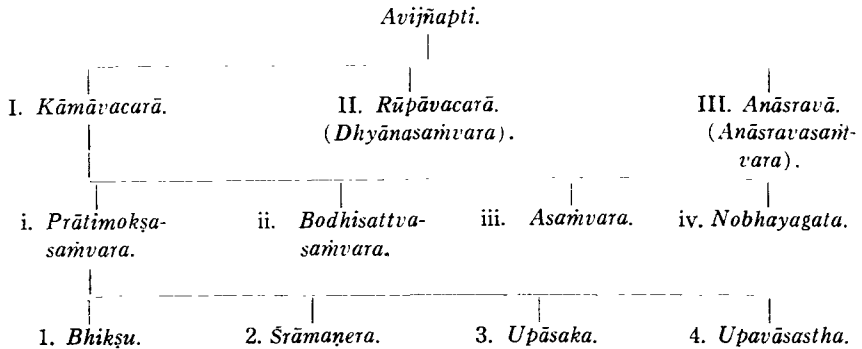 Avijñapti.
I. Kāmāvacarā. II. Rūpāvacarā. III. Anāsravā.
(Dhyānasaṁvara). (Anāsravasaṁ-
vara).
i. Prātimokṣa- ii. Bodhisattva- iii. Asaṁvara. iv. Nobhayagata.
saṁvara. saṁvara.
1. Bhikṣu. 2. Śrāmaṇera. 3. Upāsaka. 4. Upavāsastha.